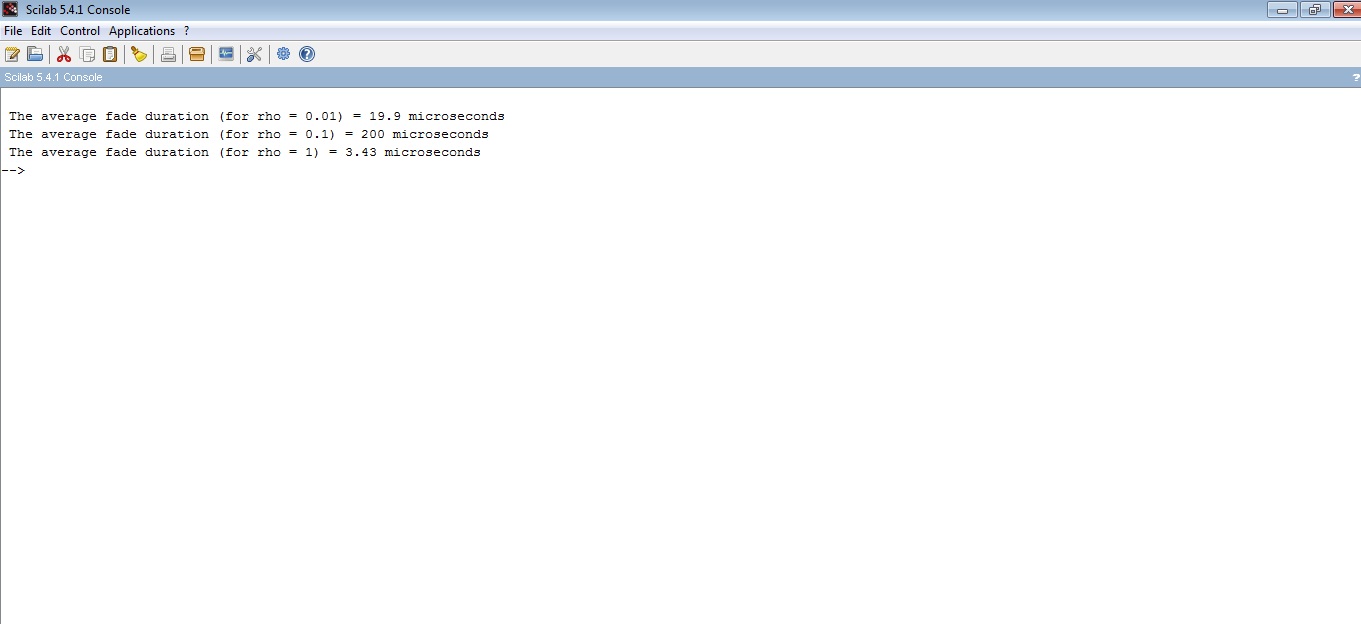 Scilab 5.4.1 Console
File Edit Control Applications ?
Scilab 5.4.1 Console ?
The average fade duration (for rho = 0.01) = 19.9 microseconds
The average fade duration (for rho = 0.1) = 200 microseconds
The average fade duration (for rho = 1) = 3.43 microseconds
-->